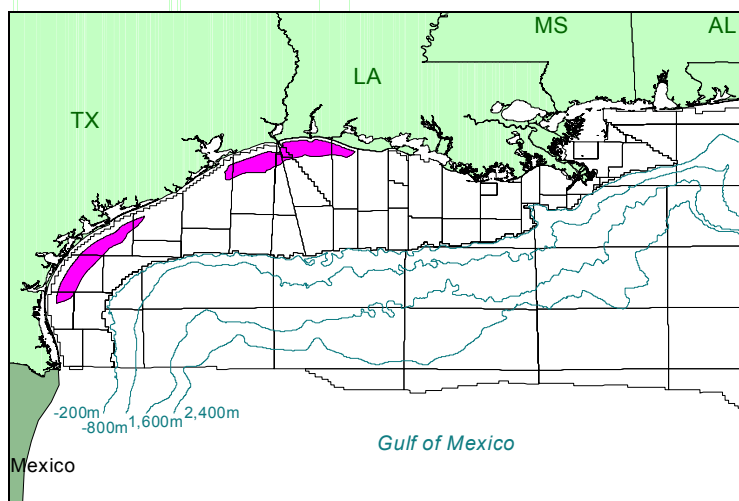 MS
AL
LA
TX
-200m
-800m
1,600m
2,400m
Gulf of Mexico
Mexico